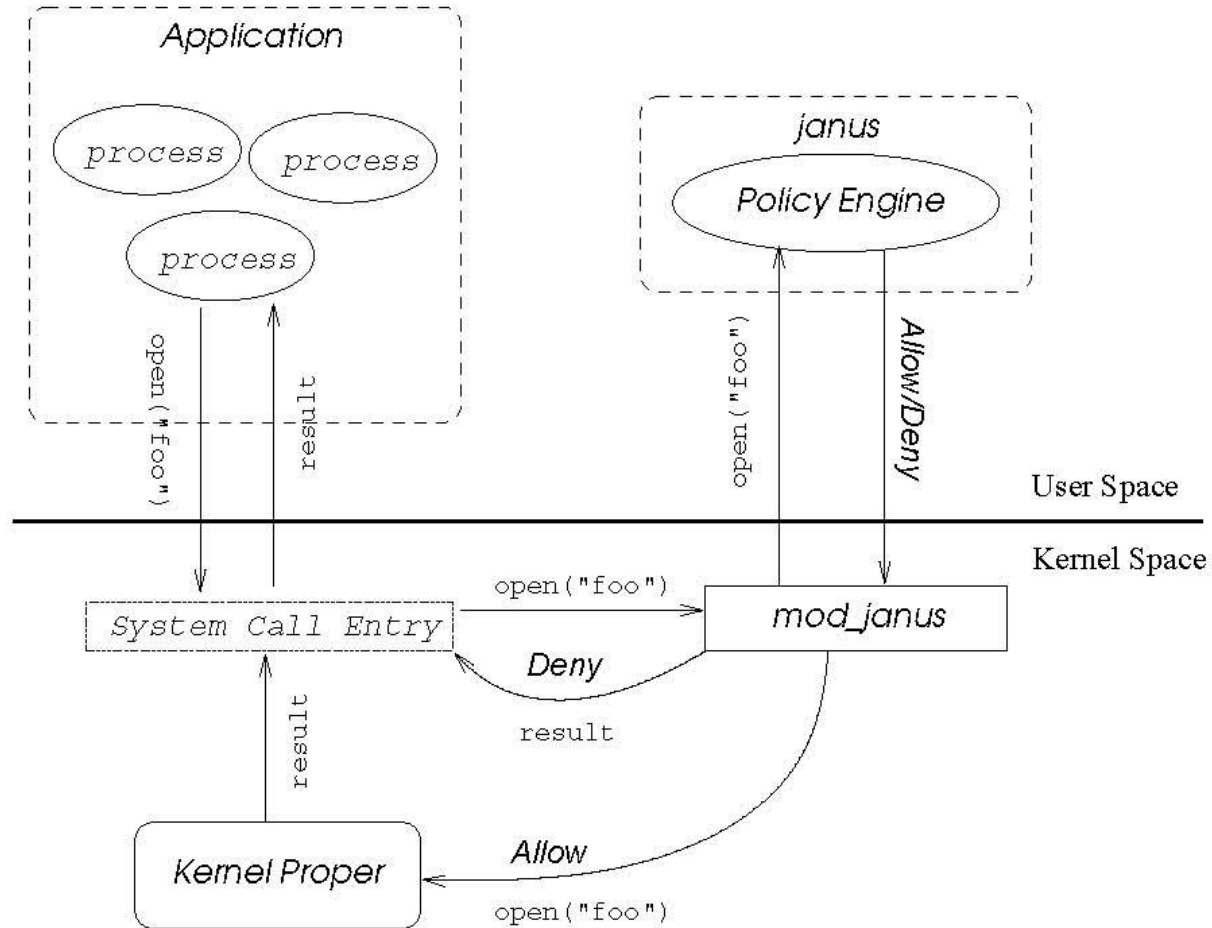 Application
process
process
process
open("foo")
result
janus
Policy Engine
open("foo")
Allow/Deny
User Space
Kernel Space
System Call Entry
open("foo")
mod_janus
Deny
result
result
Kernel Proper
Allow
open("foo")